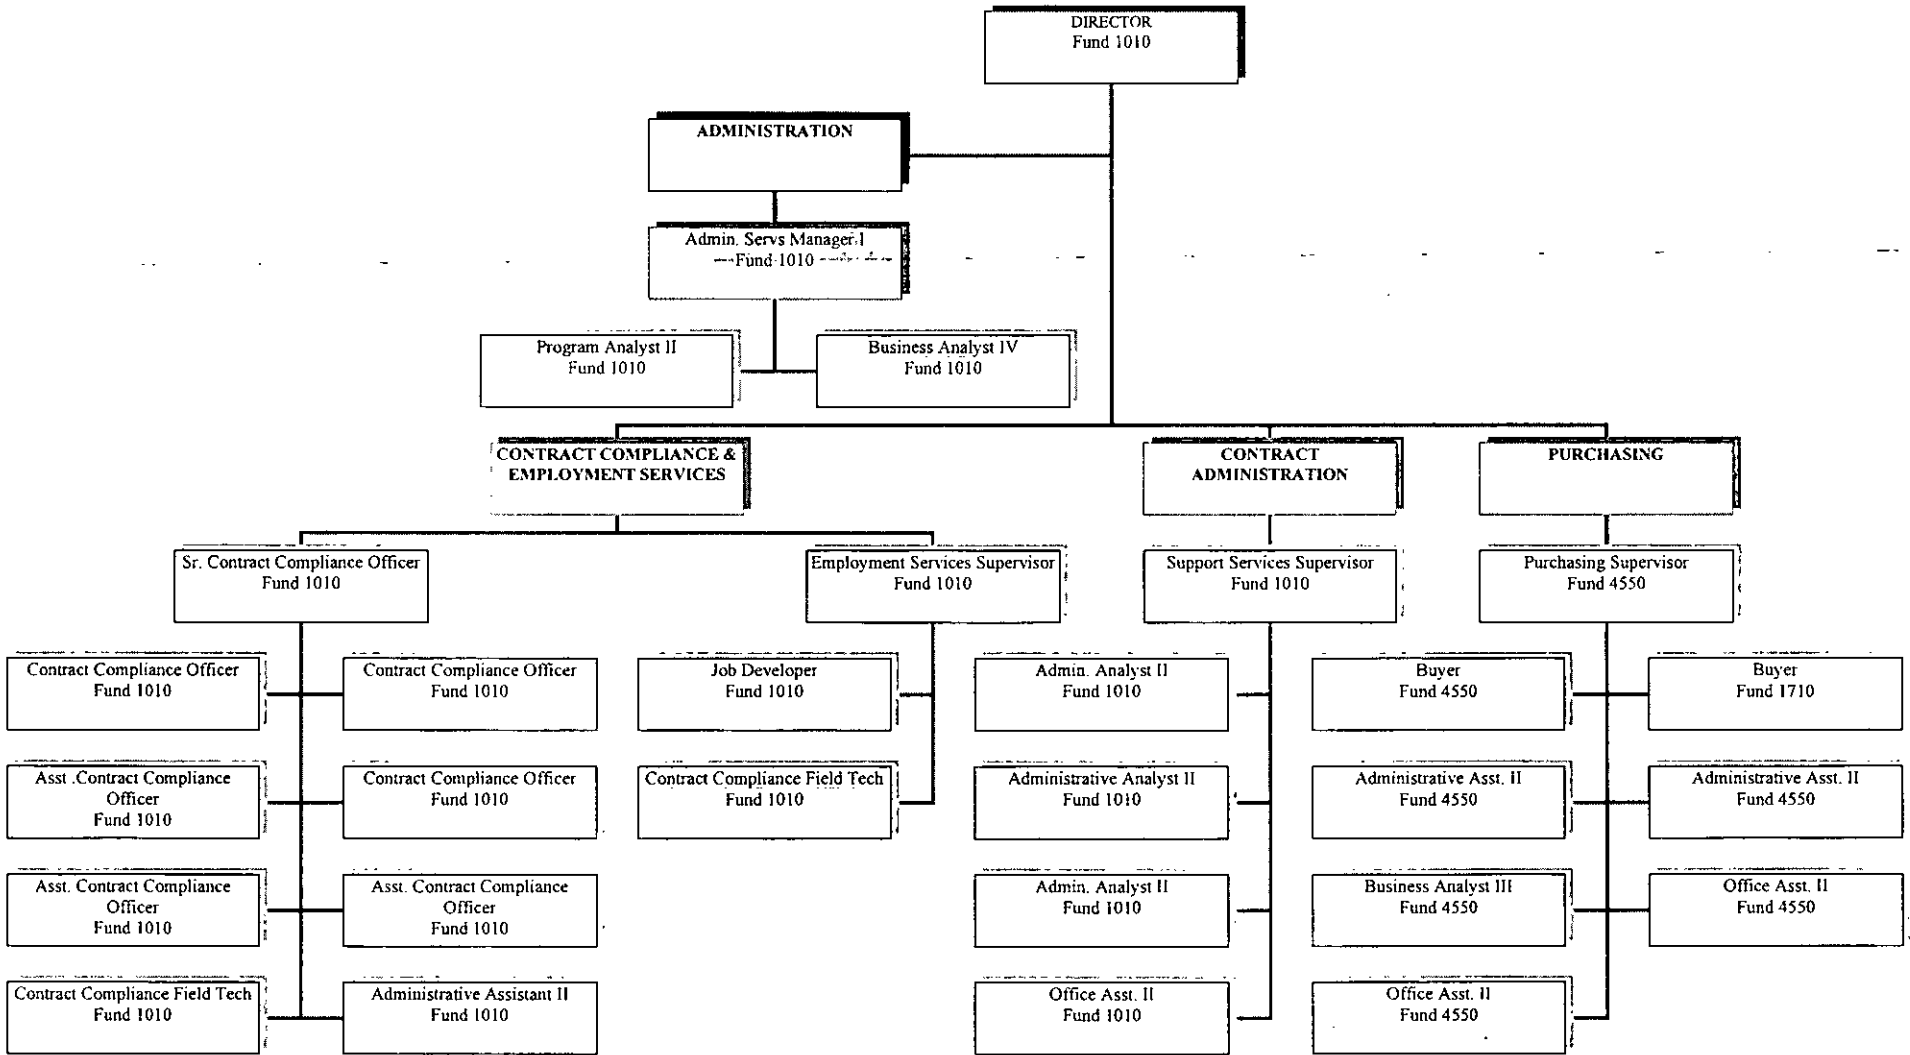 DIRECTOR
Fund 1010
ADMINISTRATION
Admin. Servs Manager I
Fund 1010
Program Analyst II
Fund 1010
Business Analyst IV
Fund 1010
CONTRACT COMPLIANCE &
EMPLOYMENT SERVICES
CONTRACT
ADMINISTRATION
PURCHASING
Sr. Contract Compliance Officer
Fund 1010
Employment Services Supervisor
Fund 1010
Support Services Supervisor
Fund 1010
Purchasing Supervisor
Fund 4550
Contract Compliance Officer
Fund 1010
Contract Compliance Officer
Fund 1010
Job Developer
Fund 1010
Admin. Analyst II
Fund 1010
Buyer
Fund 4550
Buyer
Fund 1710
Asst .Contract Compliance
Officer
Fund 1010
Contract Compliance Officer
Fund 1010
Contract Compliance Field Tech
Fund 1010
Administrative Analyst II
Fund 1010
Administrative Asst. II
Fund 4550
Administrative Asst. II
Fund 4550
Asst. Contract Compliance
Officer
Fund 1010
Asst. Contract Compliance
Officer
Fund 1010
Admin. Analyst II
Fund 1010
Business Analyst III
Fund 4550
Office Asst. II
Fund 4550
Contract Compliance Field Tech
Fund 1010
Administrative Assistant II
Fund 1010
Office Asst. II
Fund 1010
Office Asst. II
Fund 4550